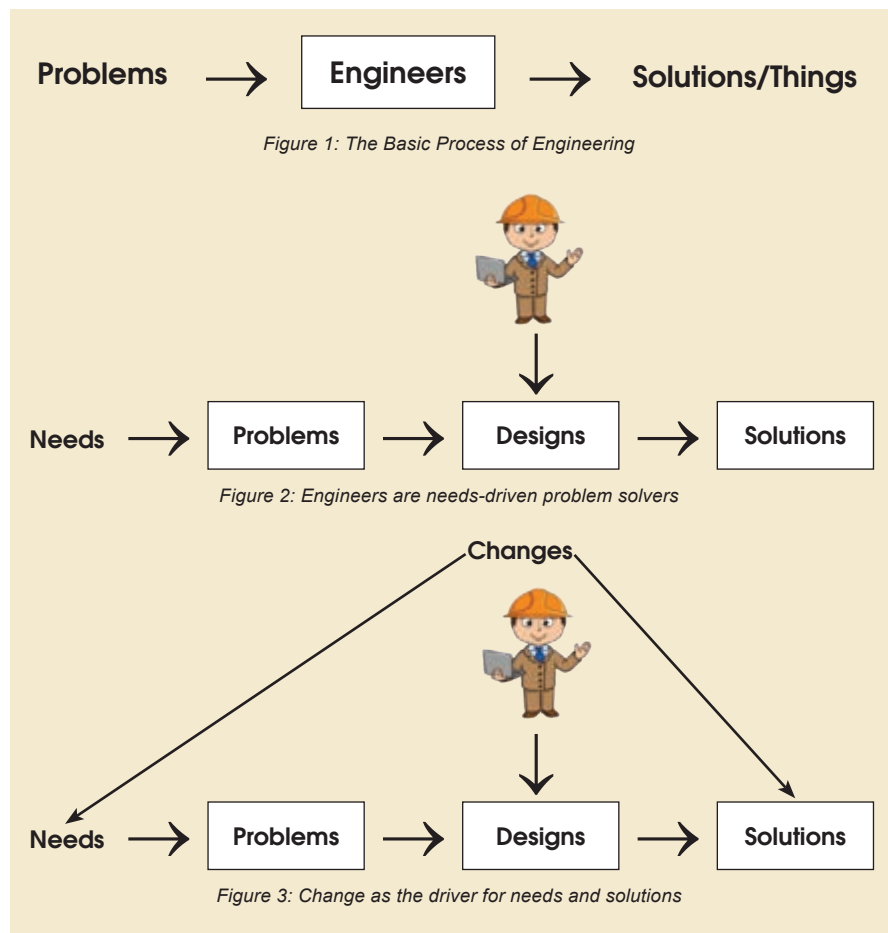 Problems Engineers Solutions/Things
Figure 1: The Basic Process of Engineering
Needs Problems Designs Solutions
Figure 2: Engineers are needs-driven problem solvers
Changes
Needs Problems Designs Solutions
Figure 3: Change as the driver for needs and solutions